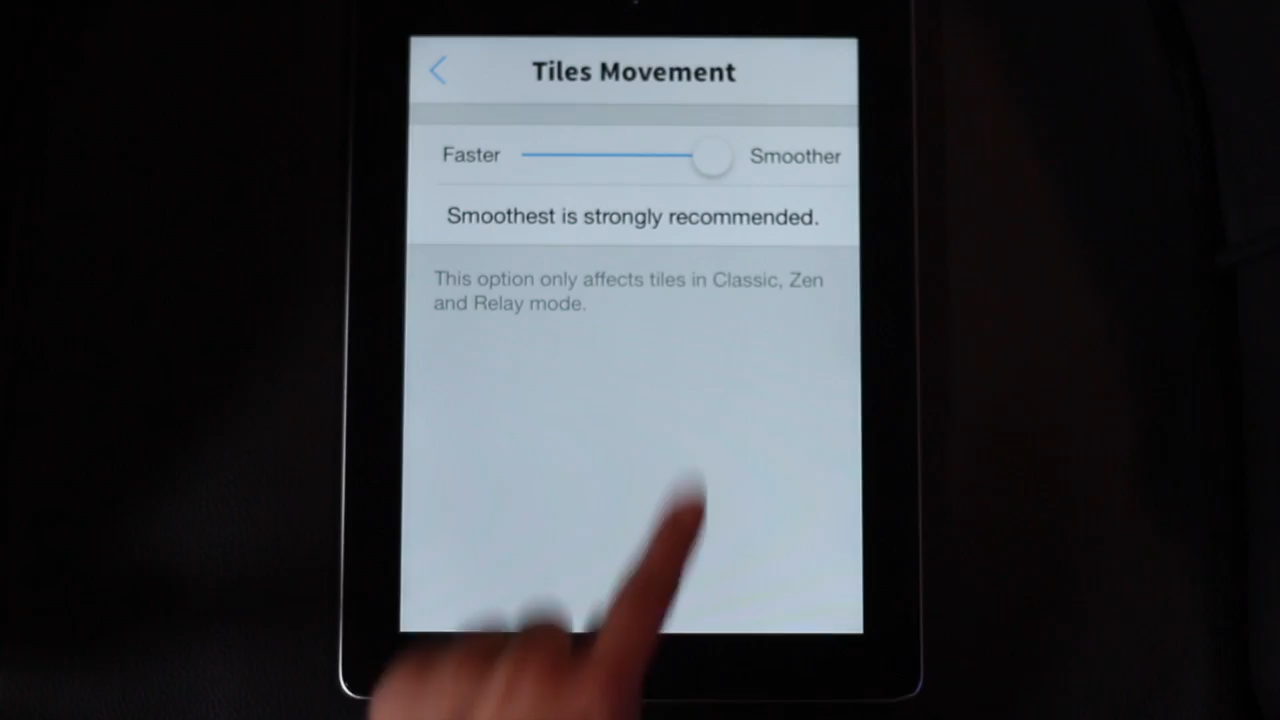 Tiles Movement
Faster Smoother
Smoothest is strongly recommended.
This option only affects tiles in Classic, Zen
and Relay mode.